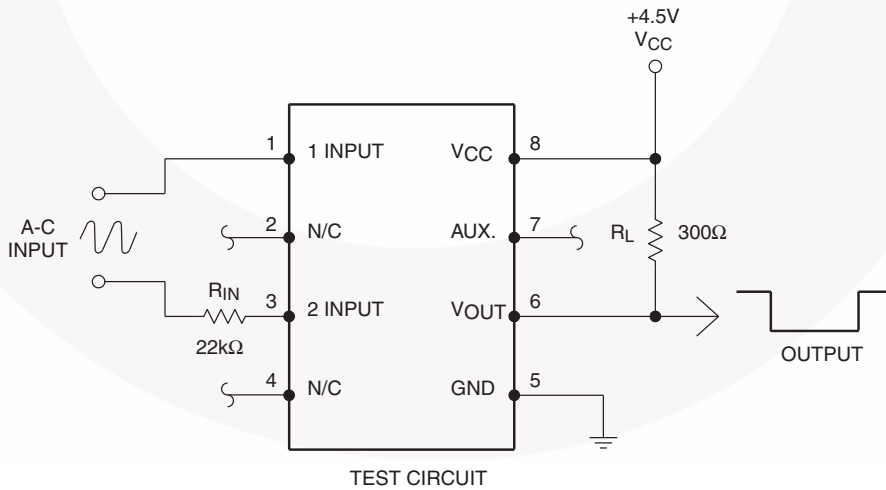 +4.5V
VCC
1
1 INPUT
VCC
8
A-C
INPUT
2
N/C
AUX.
7
RL
300Ω
RIN
3
2 INPUT
VOUT
6
22kΩ
OUTPUT
4
N/C
GND
5
TEST CIRCUIT